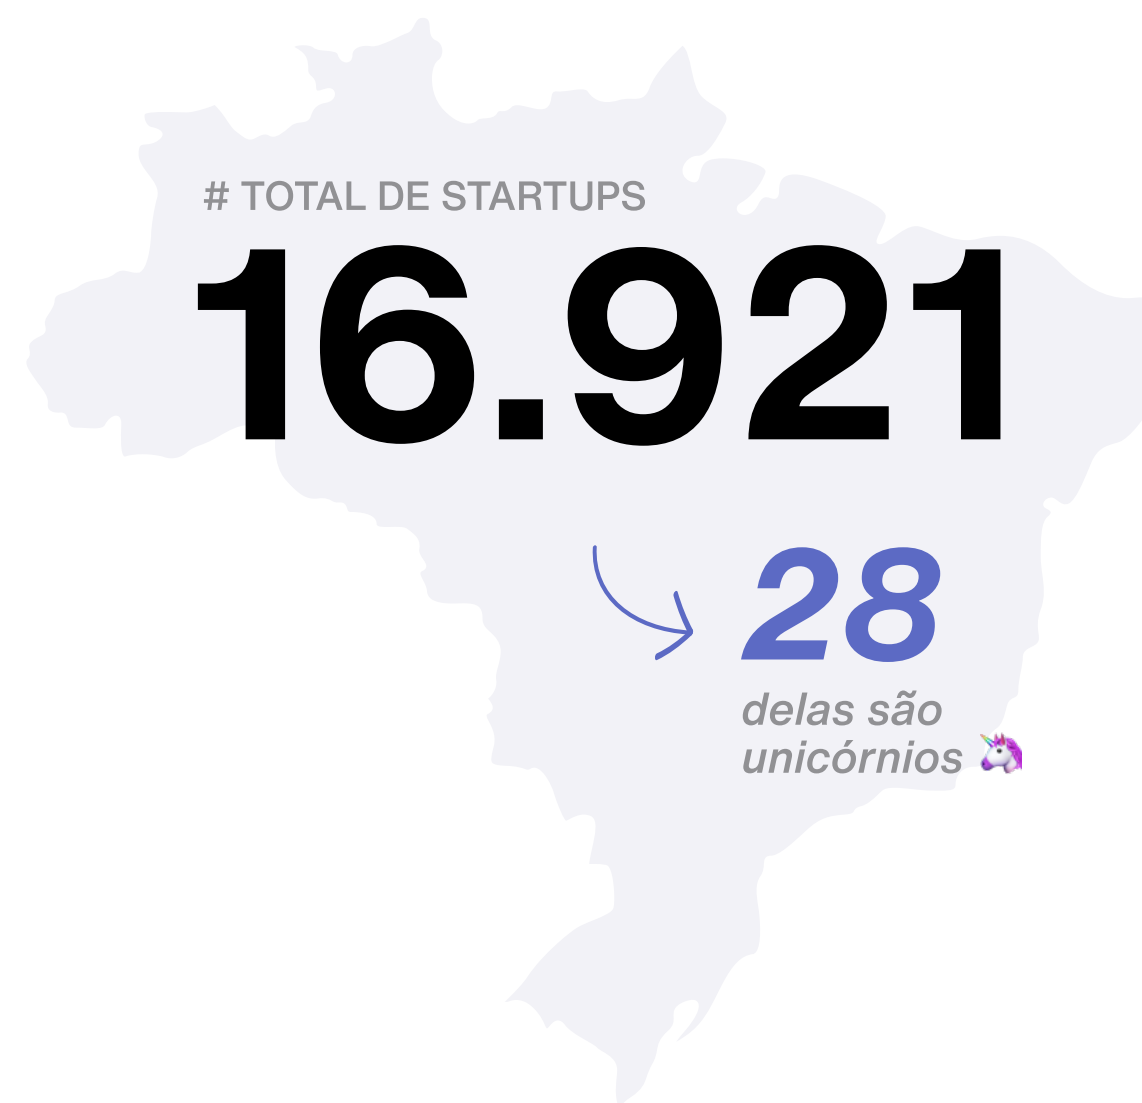 # TOTAL DE STARTUPS
16.921
28
delas são
unicórnios 🦄